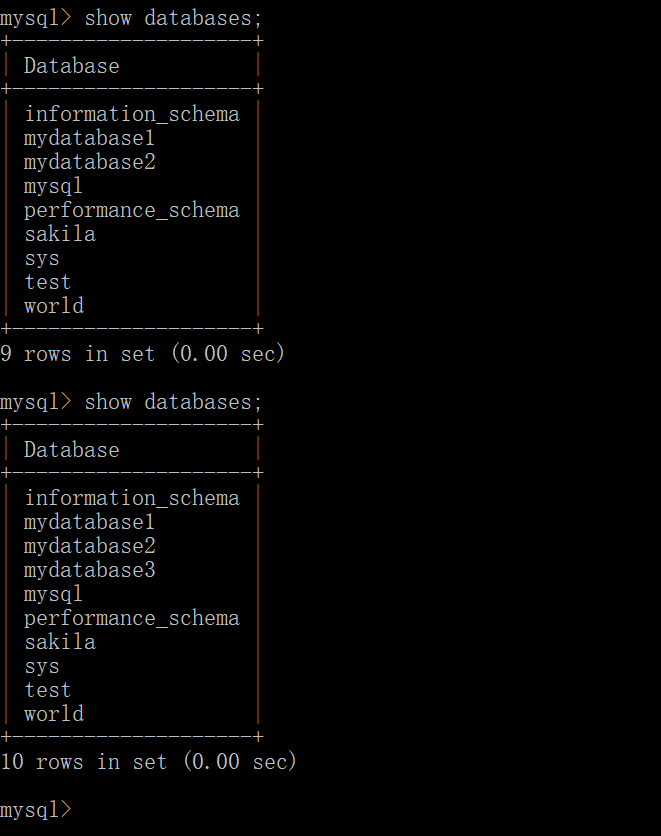 mysql> show databases;
+--------------------+
| Database           |
+--------------------+
| information_schema |
| mydatabase1        |
| mydatabase2        |
| mysql              |
| performance_schema |
| sakila             |
| sys                |
| test               |
| world              |
+--------------------+
9 rows in set (0.00 sec)

mysql> show databases;
+--------------------+
| Database           |
+--------------------+
| information_schema |
| mydatabase1        |
| mydatabase2        |
| mydatabase3        |
| mysql              |
| performance_schema |
| sakila             |
| sys                |
| test               |
| world              |
+--------------------+
10 rows in set (0.00 sec)

mysql>